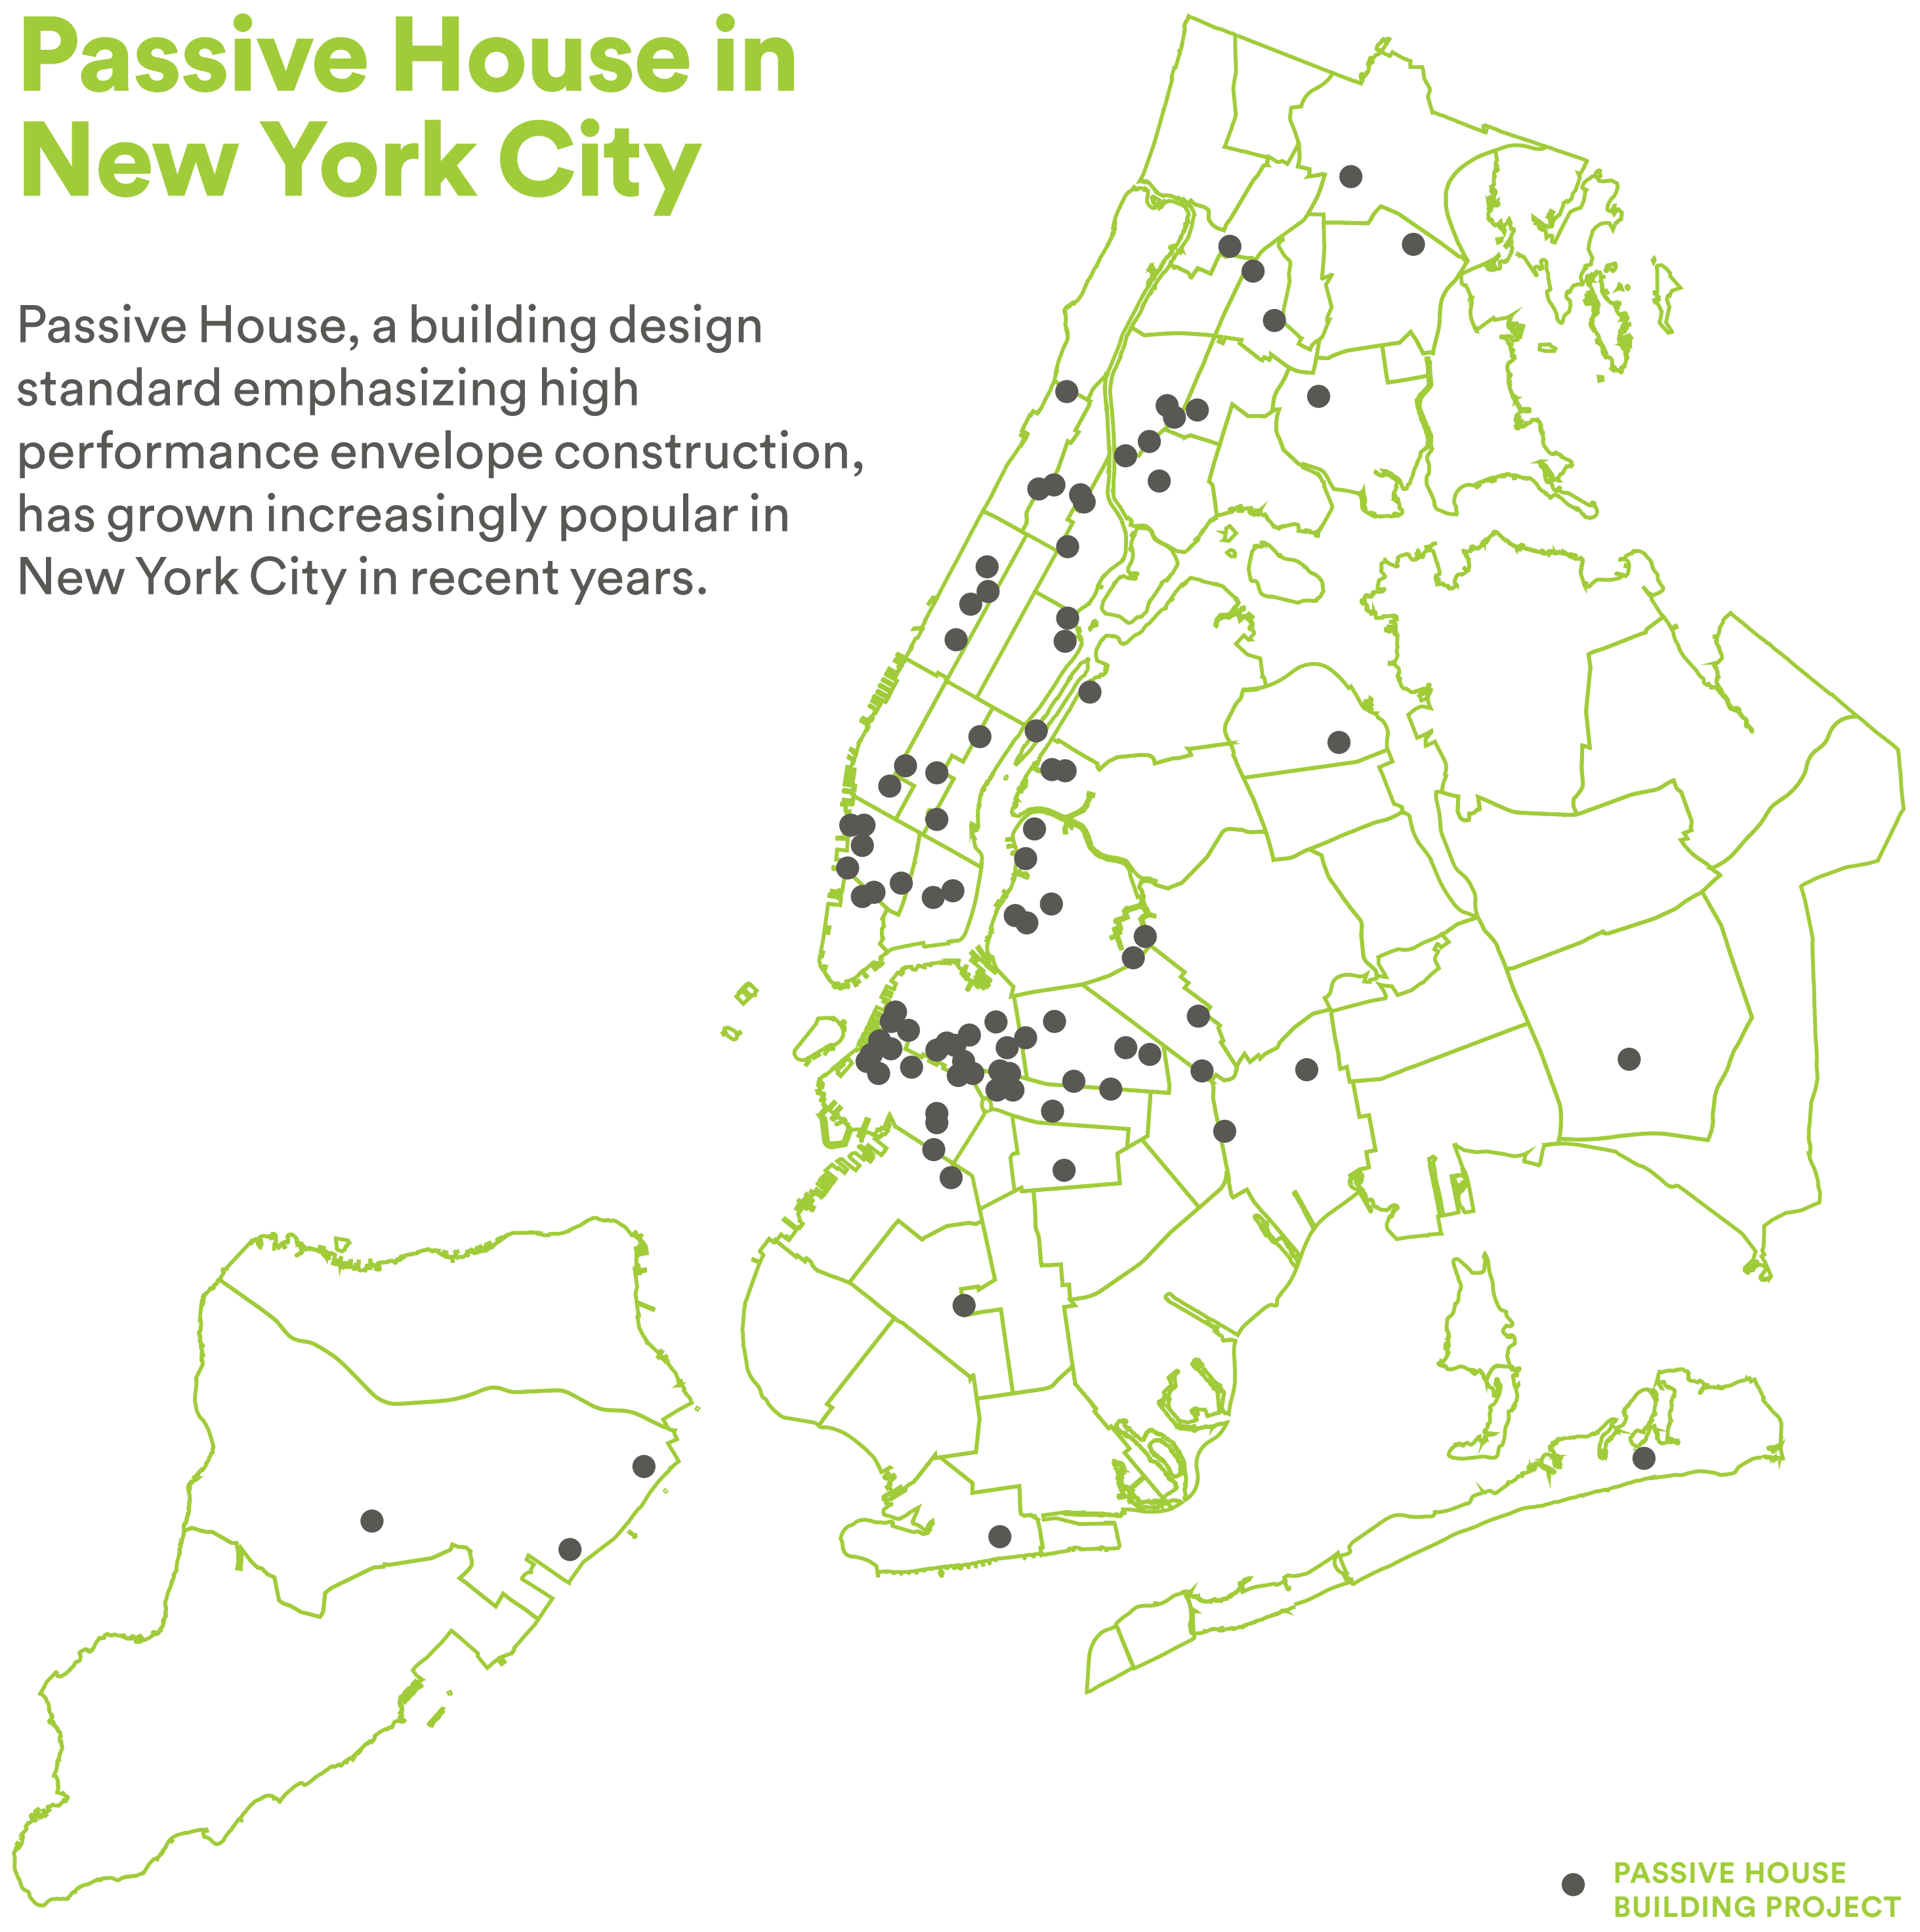 Passive House in
New York City
Passive House, a building design
standard emphasizing high
performance envelope construction,
has grown increasingly popular in
New York City in recent years.
PASSIVE HOUSE
BUILDING PROJECT